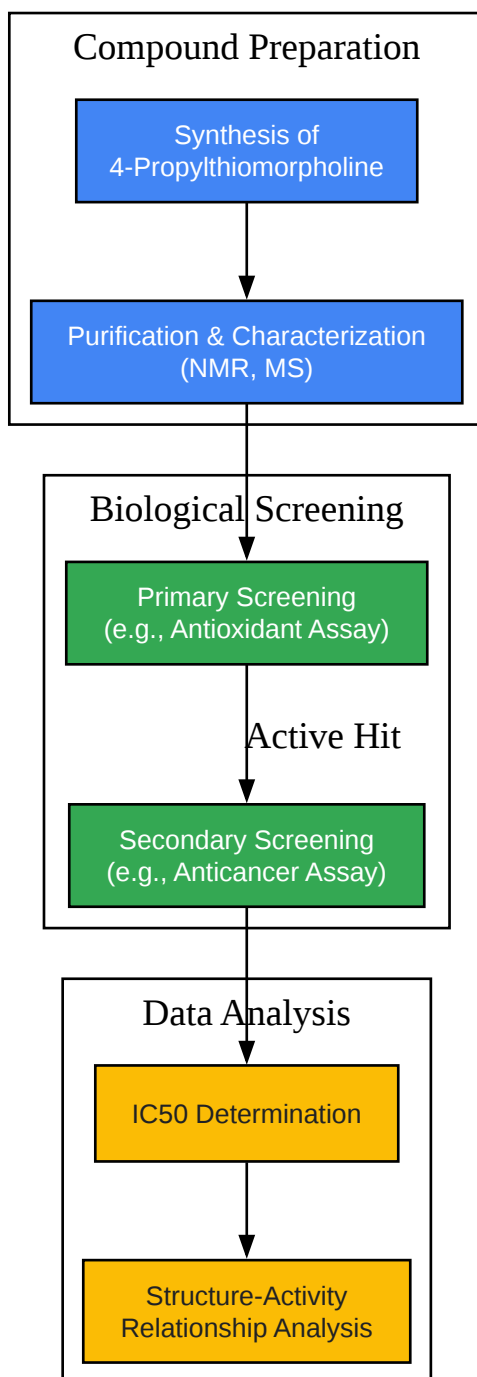 Compound Preparation
Synthesis of
4-Propylthiomorpholine
Purification & Characterization
(NMR, MS)
Biological Screening
Primary Screening
(e.g., Antioxidant Assay)
Active Hit
Secondary Screening
(e.g., Anticancer Assay)
Data Analysis
IC50 Determination
Structure-Activity
Relationship Analysis